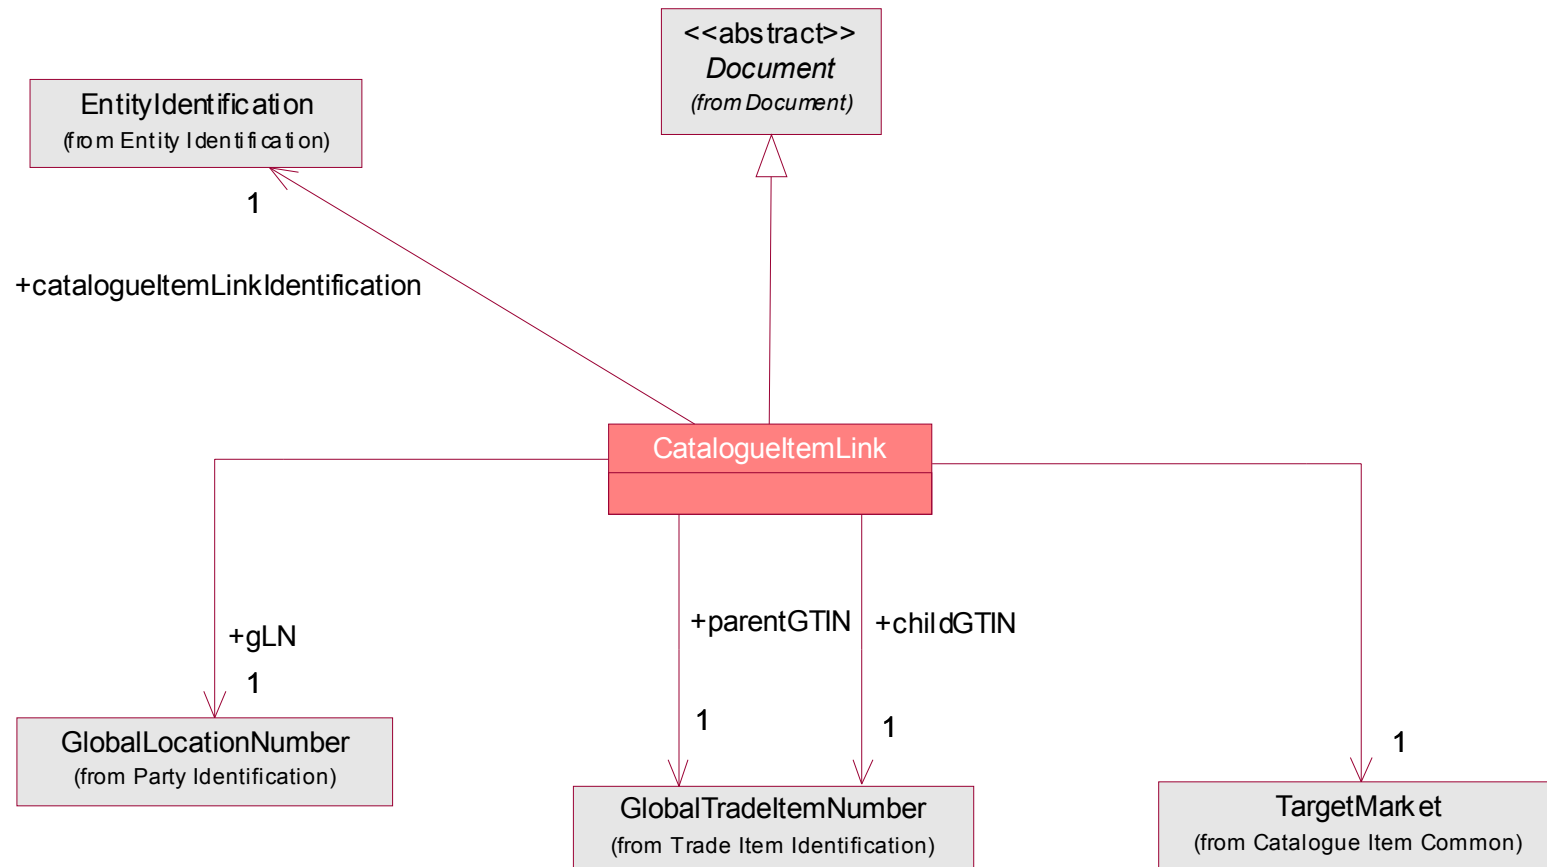 <<abstract>>
Document
(from Document)
EntityIdentification
(from Entity Identification)
1
+catalogueItemLinkIdentification
CatalogueItemLink
+gLN
1
+parentGTIN
+childGTIN
1
1
1
GlobalLocationNumber
(from Party Identification)
GlobalTradeItemNumber
(from Trade Item Identification)
TargetMarket
(from Catalogue Item Common)